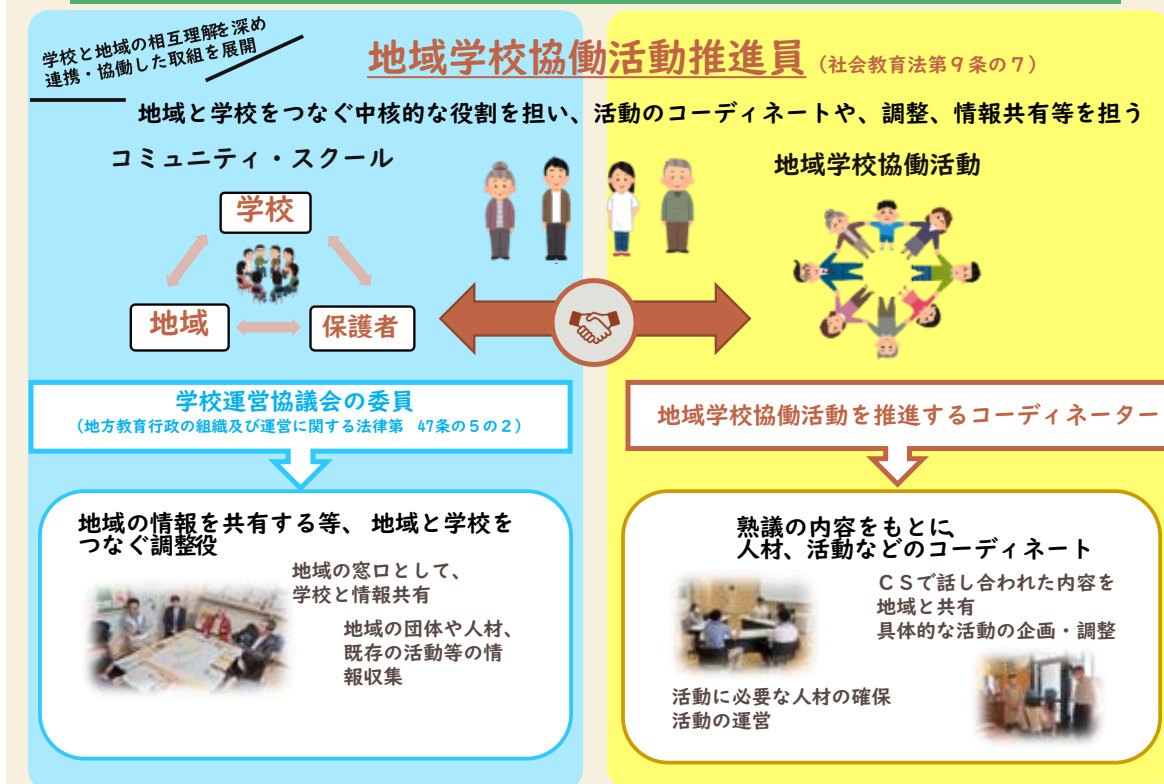 学校と地域の相互理解を深め
連携・協働した取組を展開
地域学校協働活動推進員(社会教育法第9条の7)
地域と学校をつなぐ中核的な役割を担い、活動のコーディネートや、調整、情報共有等を担う
コミュニティ・スクール
地域学校協働活動
学校
地域
保護者
学校運営協議会の委員
(地方教育行政の組織及び運営に関する法律第 47条の5の2)
地域学校協働活動を推進するコーディネーター
地域の情報を共有する等、 地域と学校を
つなぐ調整役
地域の窓口として、
学校と情報共有
地域の団体や人材、
既存の活動等の情
報収集
熟議の内容をもとに、
人材、活動などのコーディネート
CSで話し合われた内容を
地域と共有
具体的な活動の企画・調整
活動に必要な人材の確保
活動の運営